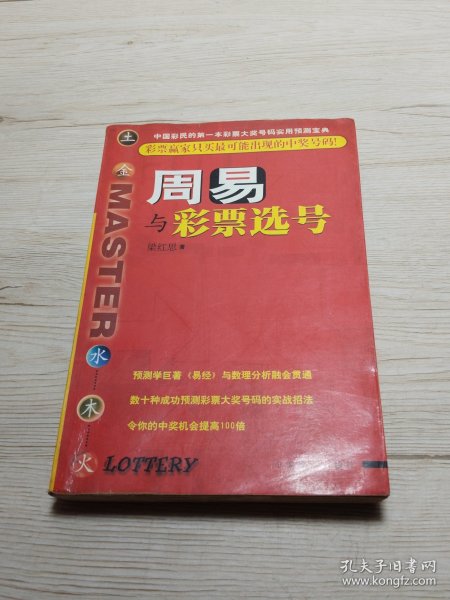 土
中国彩民的第一本彩票大奖号码实用预测宝典
彩票赢家只买最可能出现的中奖号码!
金
MASTER
周易
与彩票选号
梁红恩 著
水
预测学巨著《易经》与数理分析融会贯通
木
数十种成功预测彩票大奖号码的实战招法
令你的中奖机会提高100倍
火
LOTTERY
孔夫子旧书网
www.kongfz.com